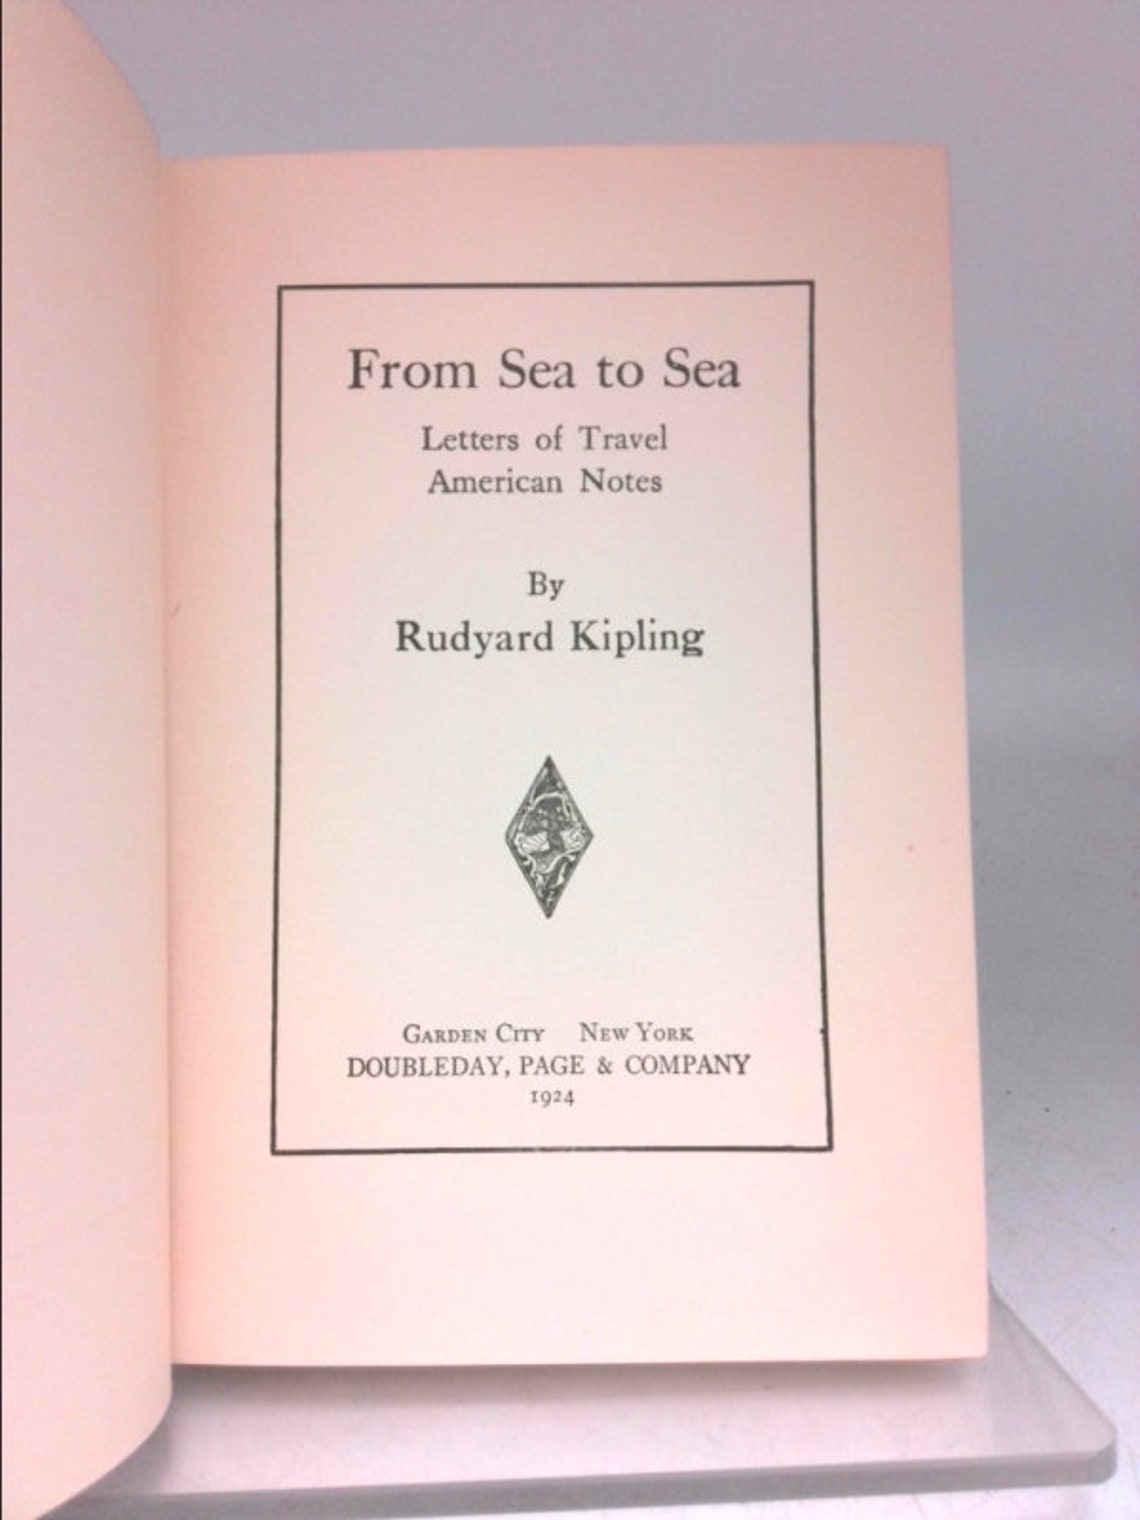 From Sea to Sea
Letters of Travel
American Notes
By
Rudyard Kipling
Garden City New York
DOUBLEDAY, PAGE & COMPANY
1924